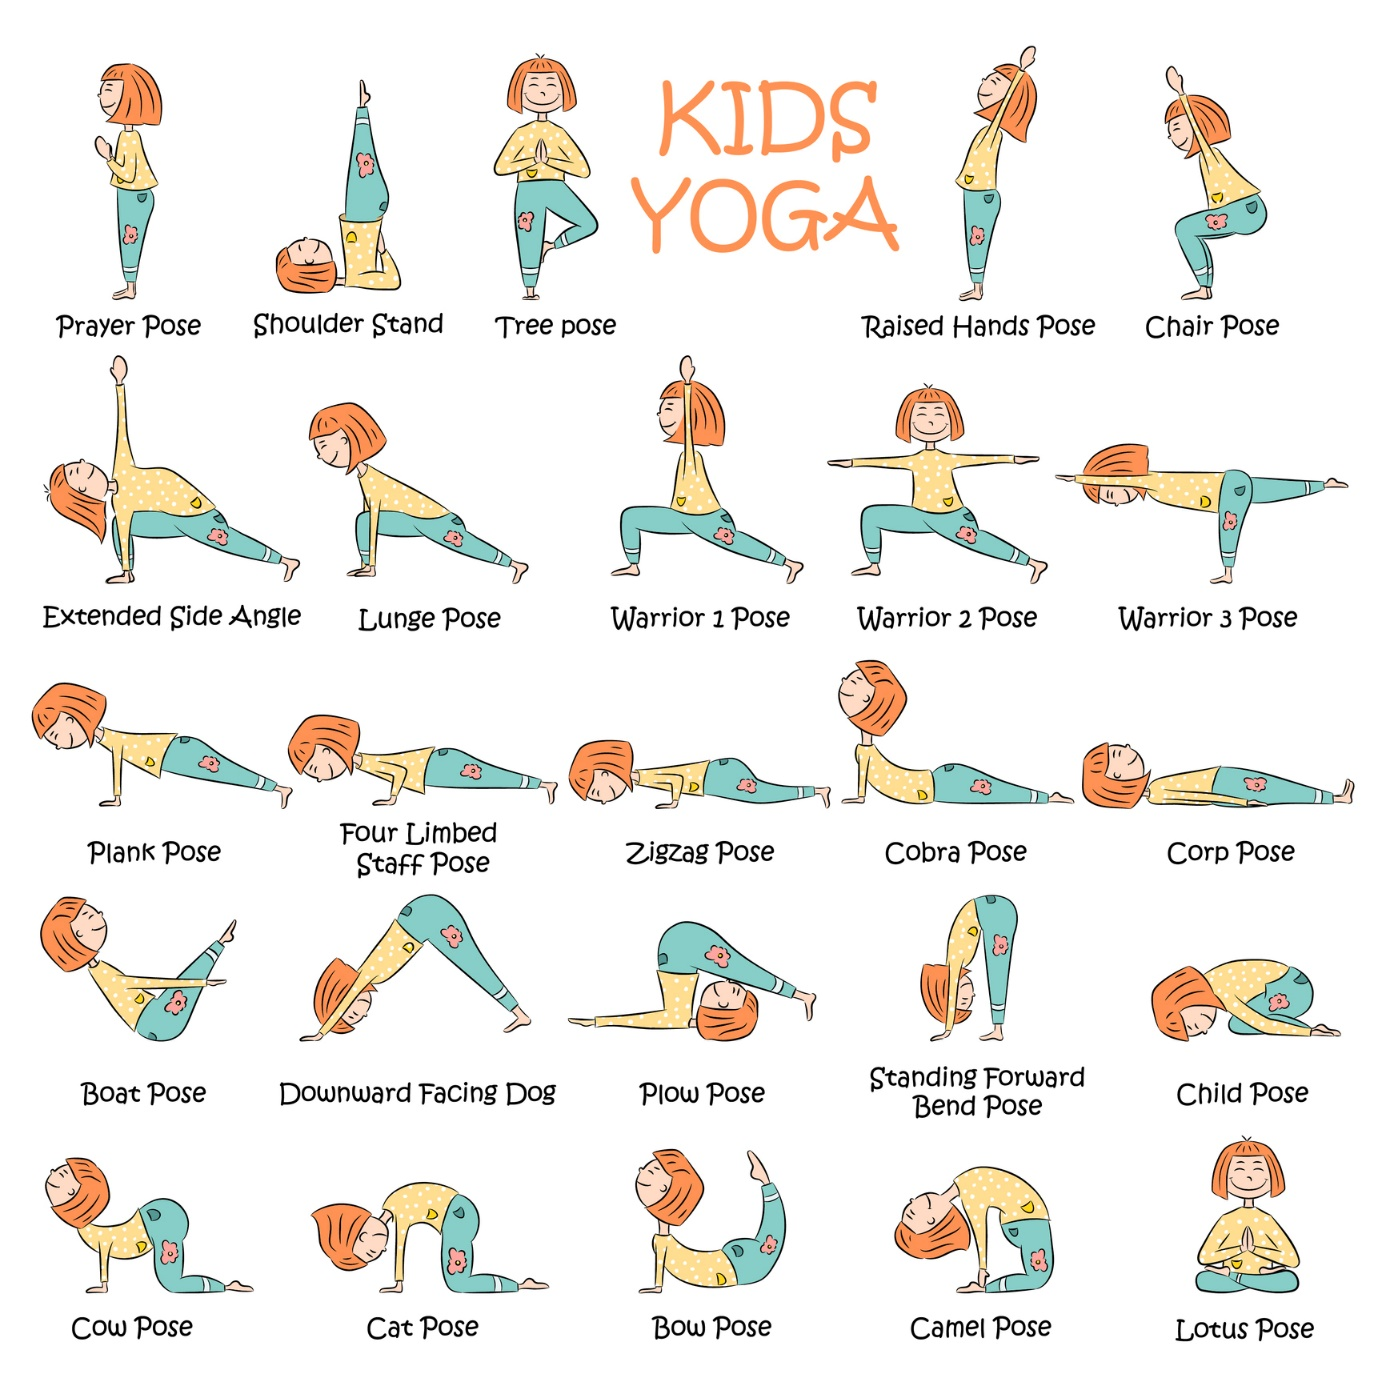 KIDS
YOGA
Prayer Pose
Shoulder Stand
Tree pose
Raised Hands Pose
Chair Pose
Extended Side Angle
Lunge Pose
Warrior 1 Pose
Warrior 2 Pose
Warrior 3 Pose
Plank Pose
Four Limbed
Staff Pose
Zigzag Pose
Cobra Pose
Corp Pose
Boat Pose
Downward Facing Dog
Plow Pose
Standing Forward
Bend Pose
Child Pose
Cow Pose
Cat Pose
Bow Pose
Camel Pose
Lotus Pose